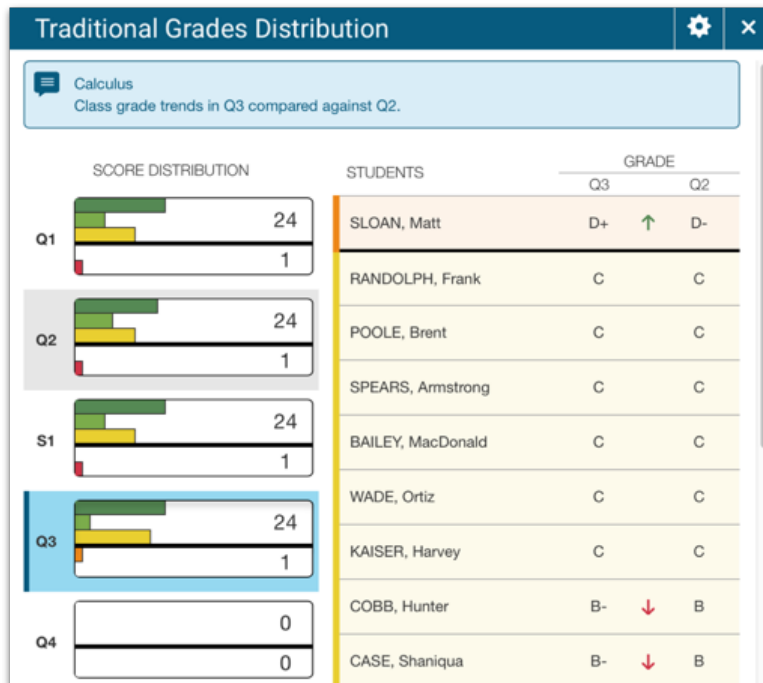 Traditional Grades Distribution
Calculus
Class grade trends in Q3 compared against Q2.
SCORE DISTRIBUTION
Q1
24
1
Q2
24
1
S1
24
1
Q3
24
1
Q4
0
0
STUDENTS GRADE
Q3 Q2
SLOAN, Matt D+ ↑ D-
RANDOLPH, Frank C C
POOLE, Brent C C
SPEARS, Armstrong C C
BAILEY, MacDonald C C
WADE, Ortiz C C
KAISER, Harvey C C
COBB, Hunter B- ↓ B
CASE, Shaniqua B- ↓ B